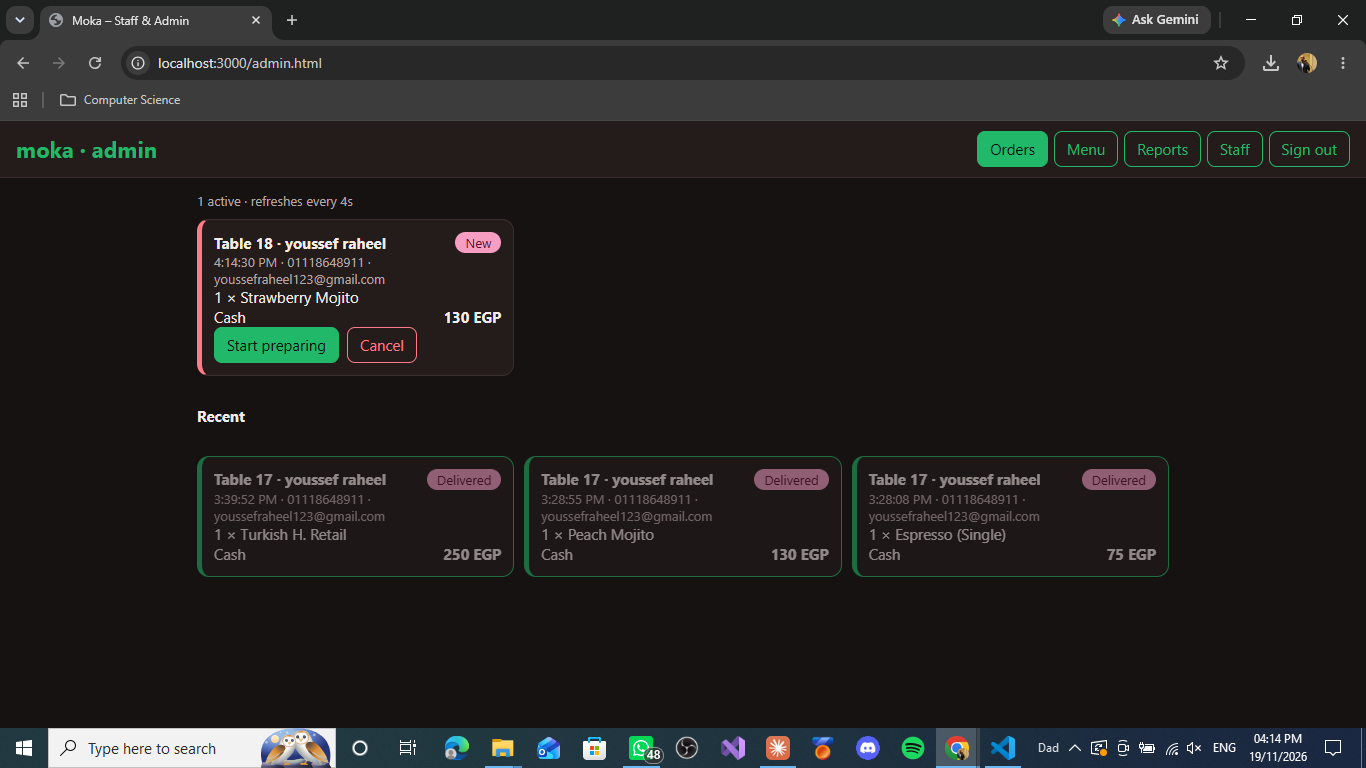 Moka – Staff & Admin
Ask Gemini
localhost:3000/admin.html
Computer Science
moka · admin
Orders
Menu
Reports
Staff
Sign out
1 active · refreshes every 4s
Table 18 · youssef raheel
New
4:14:30 PM · 01118648911 ·
youssefraheel123@gmail.com
1 × Strawberry Mojito
Cash
130 EGP
Start preparing
Cancel
Recent
Table 17 · youssef raheel
Delivered
3:39:52 PM · 01118648911 ·
youssefraheel123@gmail.com
1 × Turkish H. Retail
Cash
250 EGP
Table 17 · youssef raheel
Delivered
3:28:55 PM · 01118648911 ·
youssefraheel123@gmail.com
1 × Peach Mojito
Cash
130 EGP
Table 17 · youssef raheel
Delivered
3:28:08 PM · 01118648911 ·
youssefraheel123@gmail.com
1 × Espresso (Single)
Cash
75 EGP
Type here to search
48
Dad
ENG
04:14 PM
19/11/2026